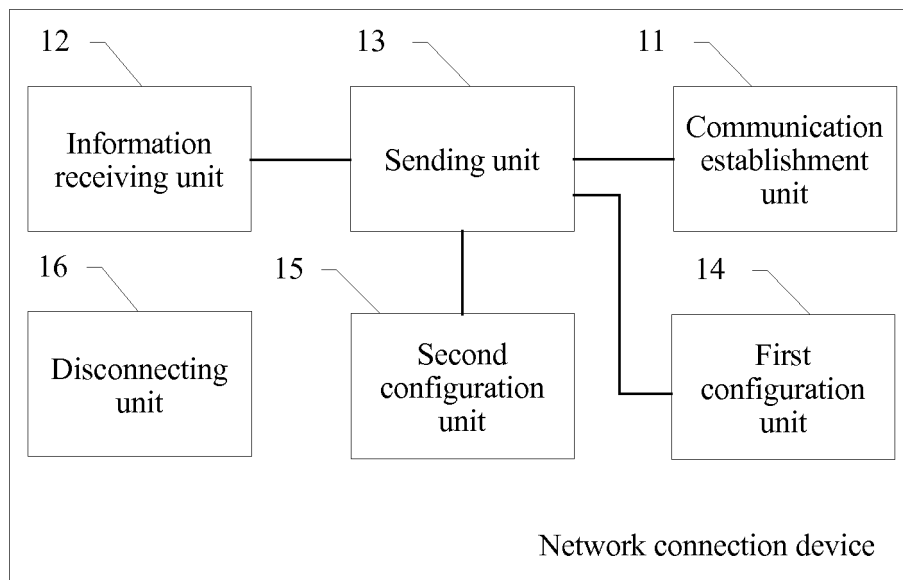 12
13
11
Information
receiving unit
Sending unit
Communication
establishment
unit
16
15
14
Disconnecting
unit
Second
configuration
unit
First
configuration
unit
Network connection device